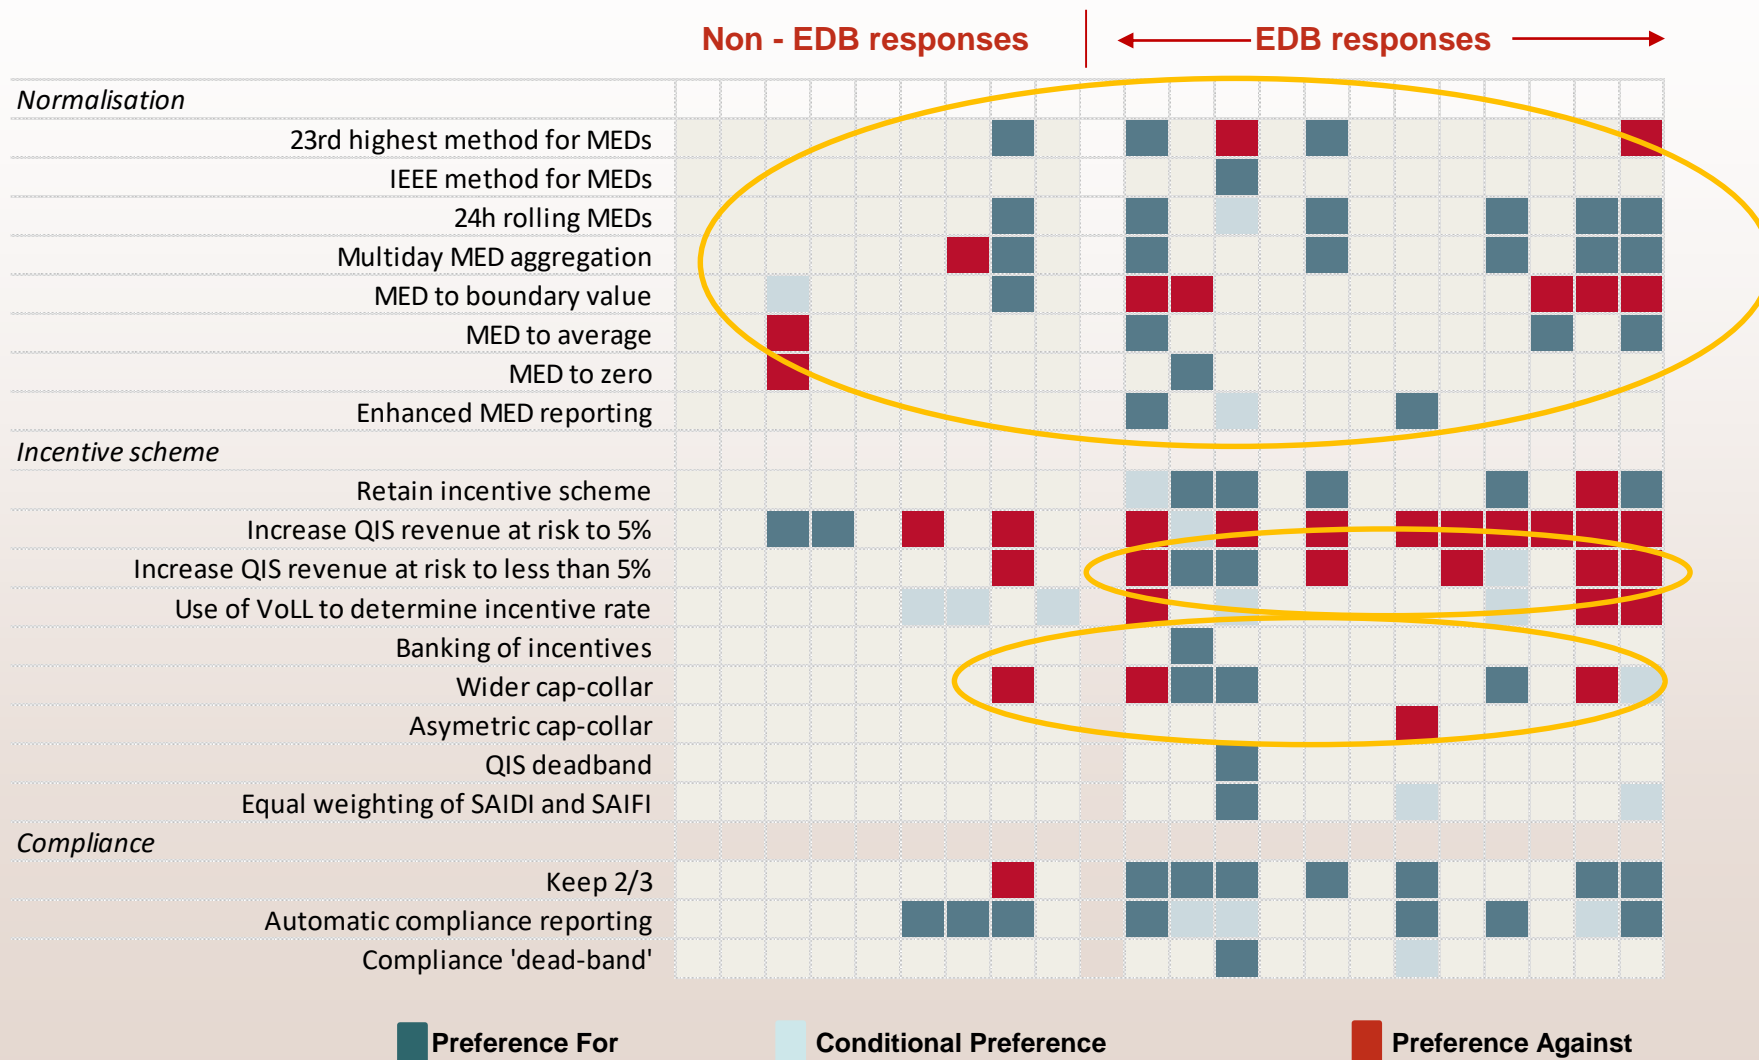 Non - EDB responses
EDB responses
Normalisation
23rd highest method for MEDs
IEEE method for MEDs
24h rolling MEDs
Multiday MED aggregation
MED to boundary value
MED to average
MED to zero
Enhanced MED reporting
Incentive scheme
Retain incentive scheme
Increase QIS revenue at risk to 5%
Increase QIS revenue at risk to less than 5%
Use of VoLL to determine incentive rate
Banking of incentives
Wider cap-collar
Asymetric cap-collar
QIS deadband
Equal weighting of SAIDI and SAIFI
Compliance
Keep 2/3
Automatic compliance reporting
Compliance 'dead-band'
Preference For
Conditional Preference
Preference Against